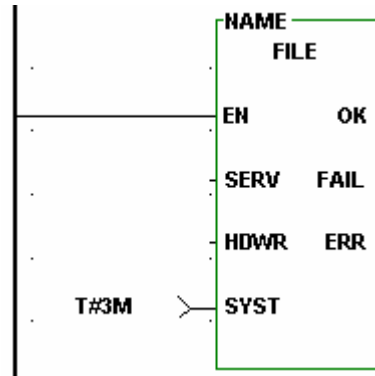 NAME
FILE
EN OK
SERV FAIL
HDWR ERR
T#3M SYST